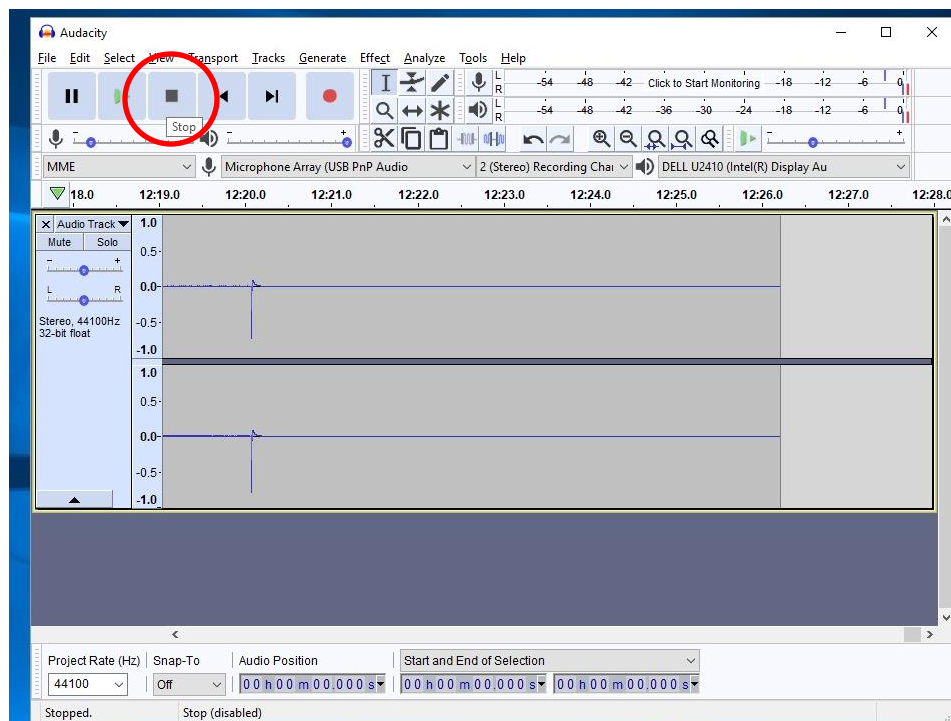 Audacity
File Edit Select View Transport Tracks Generate Effect Analyze Tools Help
L R -54 -48 -42 Click to Start Monitoring -18 -12 -6 0
Stop
L R -54 -48 -42 -36 -30 -24 -18 -12 -6 0
- + - + - +
MME Microphone Array (USB PnP Audio 2 (Stereo) Recording Chai DELL U2410 (Intel(R) Display Au
18.0 12:19.0 12:20.0 12:21.0 12:22.0 12:23.0 12:24.0 12:25.0 12:26.0 12:27.0 12:28.0
Audio Track
Mute Solo
- +
L R
Stereo, 44100Hz
32-bit float
1.0
0.5
0.0
-0.5
-1.0
1.0
0.5
0.0
-0.5
-1.0
Project Rate (Hz) Snap-To Audio Position Start and End of Selection
44100 Off 00 h 00 m 00.000 s 00 h 00 m 00.000 s 00 h 00 m 00.000 s
Stopped. Stop (disabled)